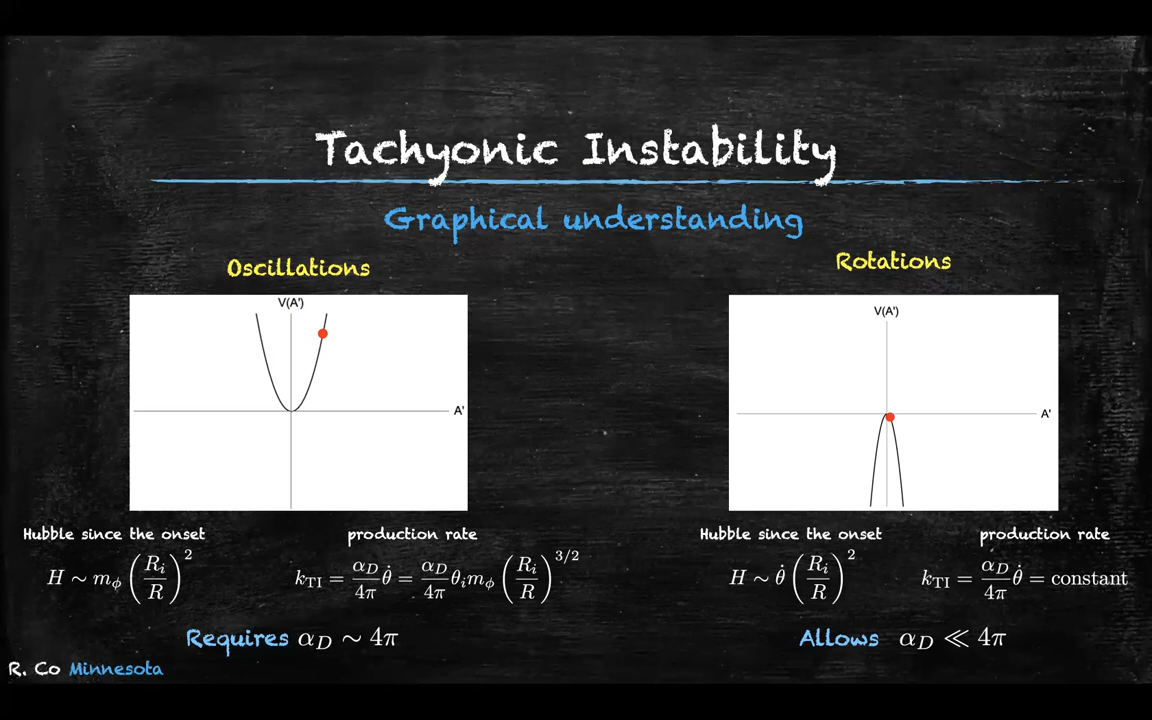 Tachyonic Instability
Graphical understanding
Oscillations
V(A')
A'
Hubble since the onset
production rate
H ∼ m_ϕ (R_i/R)^2
k_TI = α_D/4π θ̇ = α_D/4π θ_i m_ϕ (R_i/R)^{3/2}
Requires α_D ∼ 4π
Rotations
V(A')
A'
Hubble since the onset
production rate
H ∼ θ̇ (R_i/R)^2
k_TI = α_D/4π θ̇ = constant
Allows α_D ≪ 4π
R. Co Minnesota